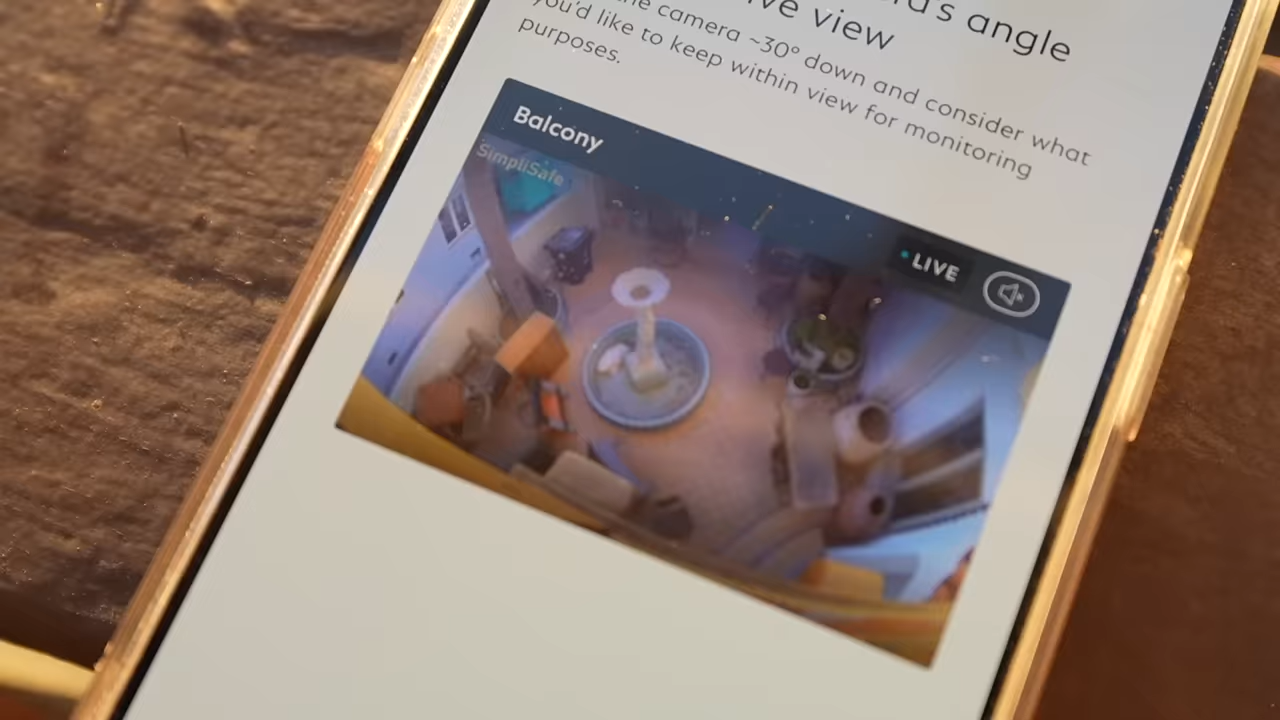 angle
view
camera ~30° down and consider what
you'd like to keep within view for monitoring
purposes.
Balcony
SimpliSafe
LIVE